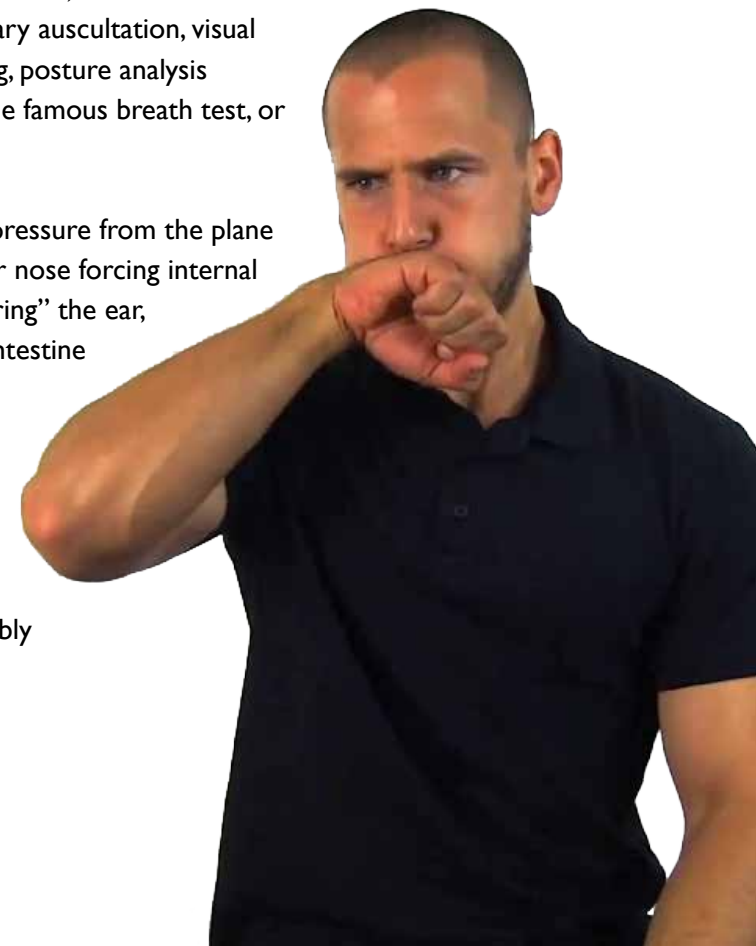 ary auscultation, visual
g, posture analysis
e famous breath test, or
pressure from the plane
r nose forcing internal
ring” the ear,
ntestine
bly